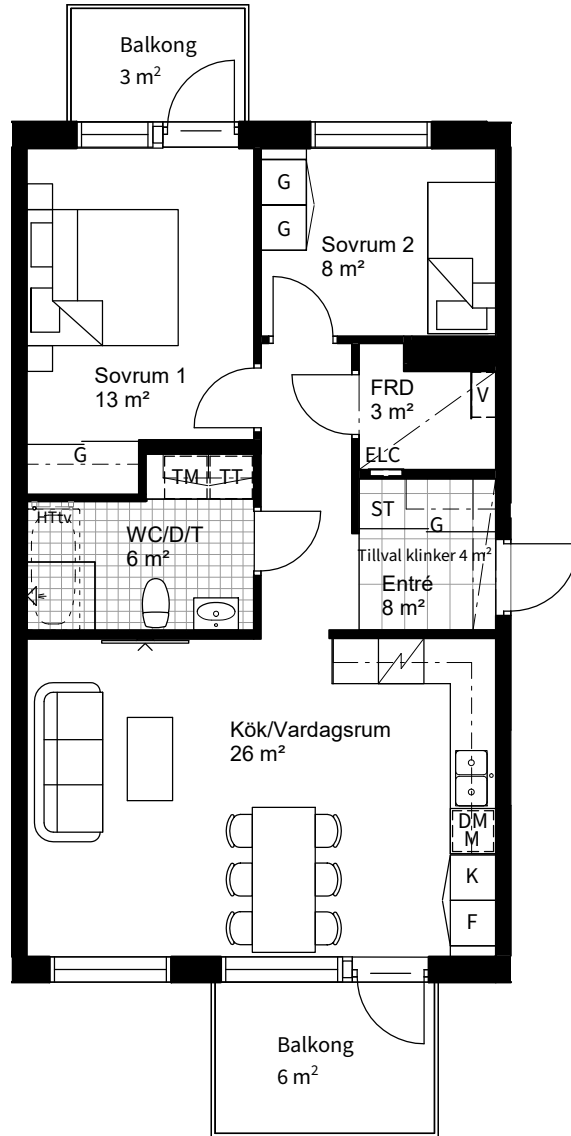 Balkong
3 m²
G
G
Sovrum 2
8 m²
Sovrum 1
13 m²
FRD
3 m²
V
G
ELC
TM
TT
ST
G
HTtv.
WC/D/T
6 m²
Tillval klinker 4 m²
Entré
8 m²
Kök/Vardagsrum
26 m²
DM
M
K
F
Balkong
6 m²